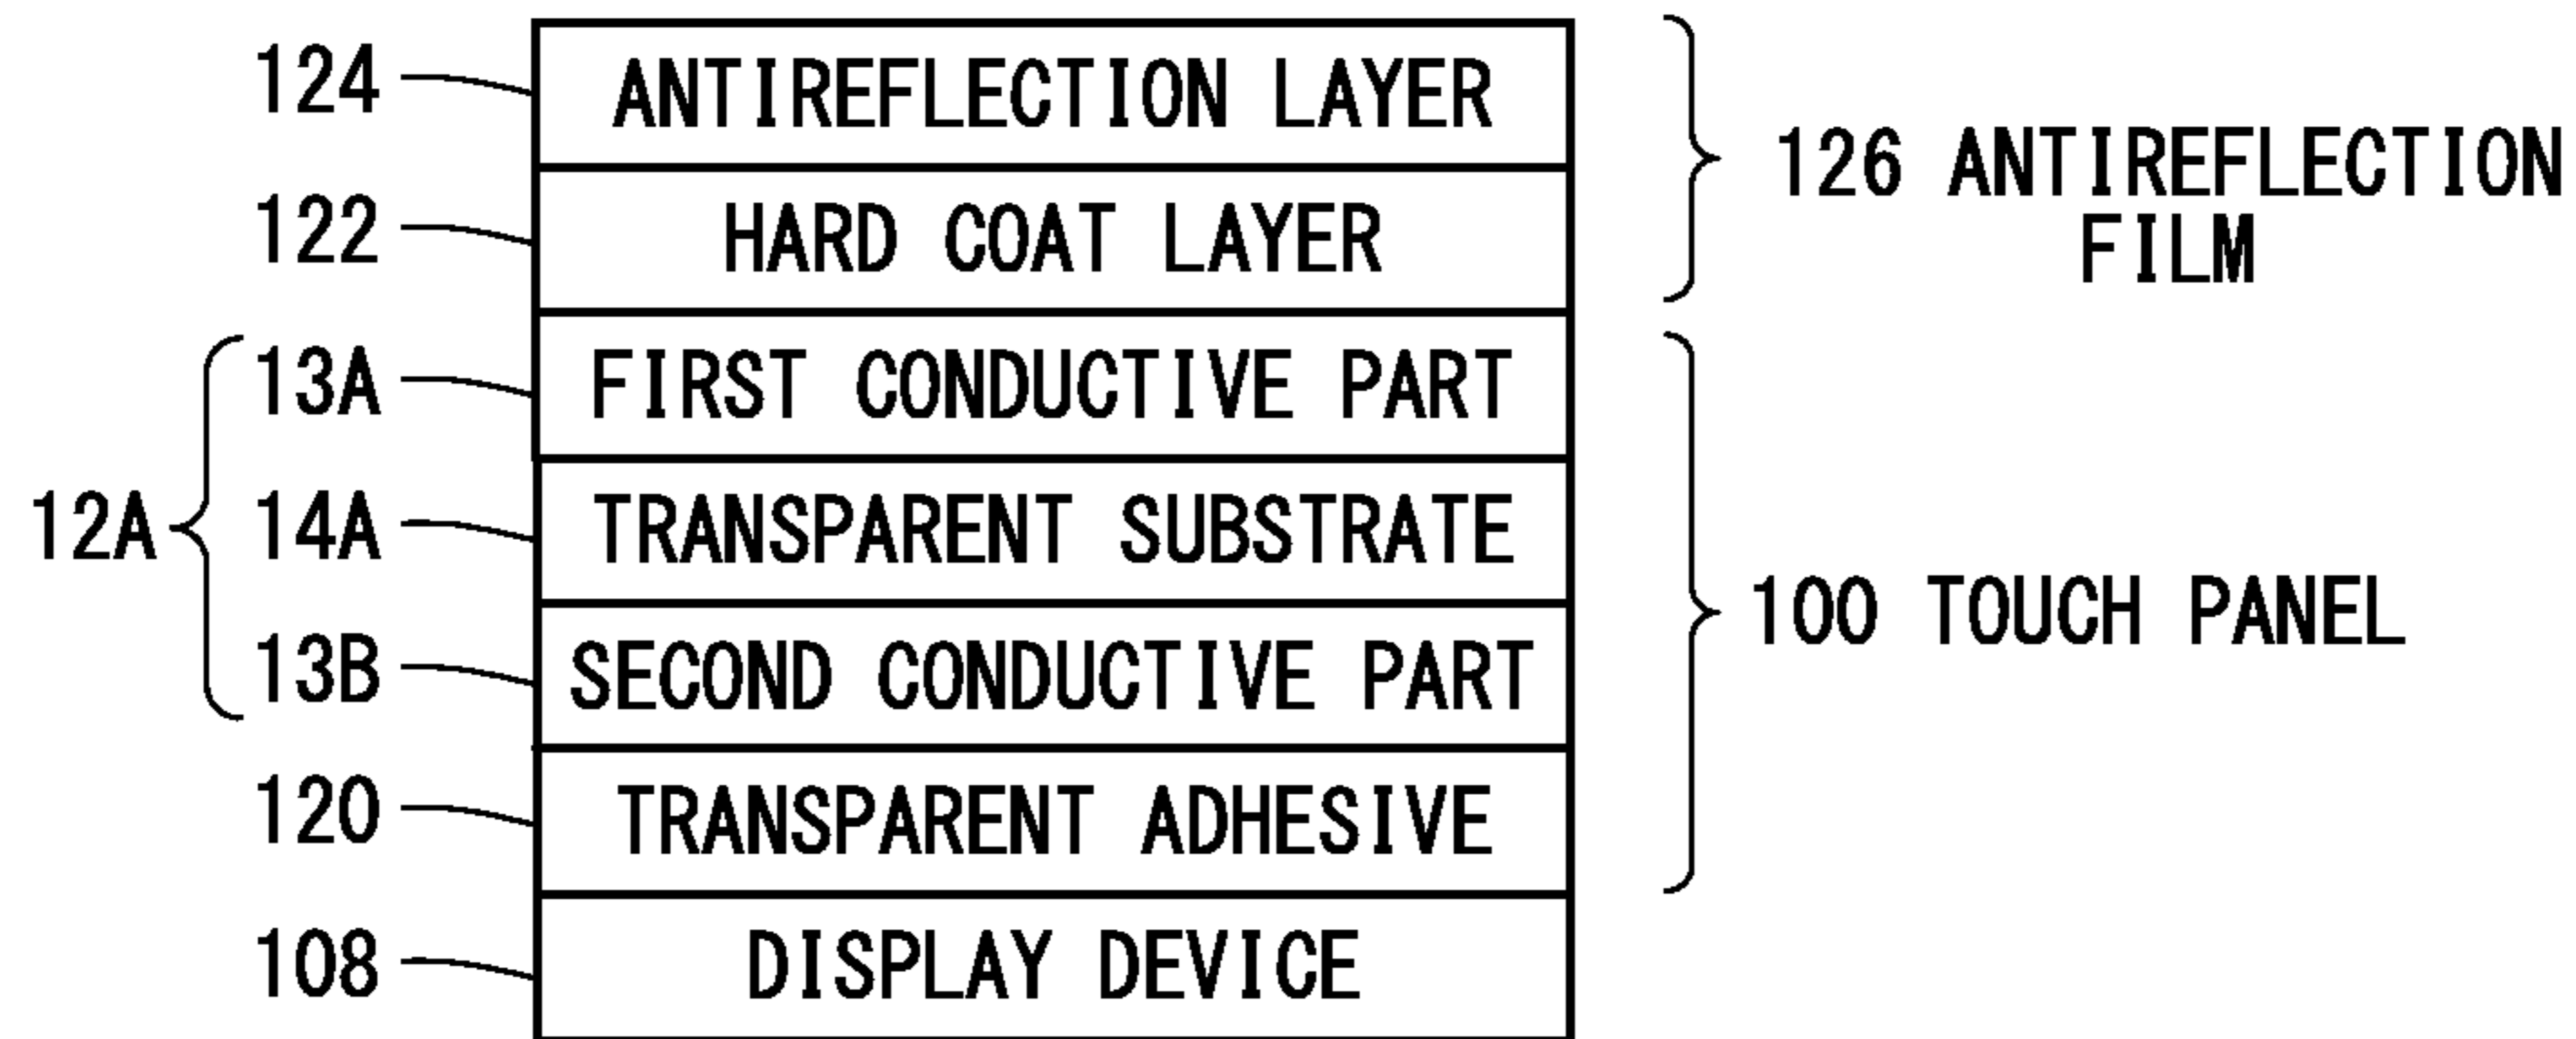 124 ANTIREFLECTION LAYER
122 HARD COAT LAYER
126 ANTIREFLECTION
FILM
13A FIRST CONDUCTIVE PART
12A 14A TRANSPARENT SUBSTRATE
100 TOUCH PANEL
13B SECOND CONDUCTIVE PART
120 TRANSPARENT ADHESIVE
108 DISPLAY DEVICE